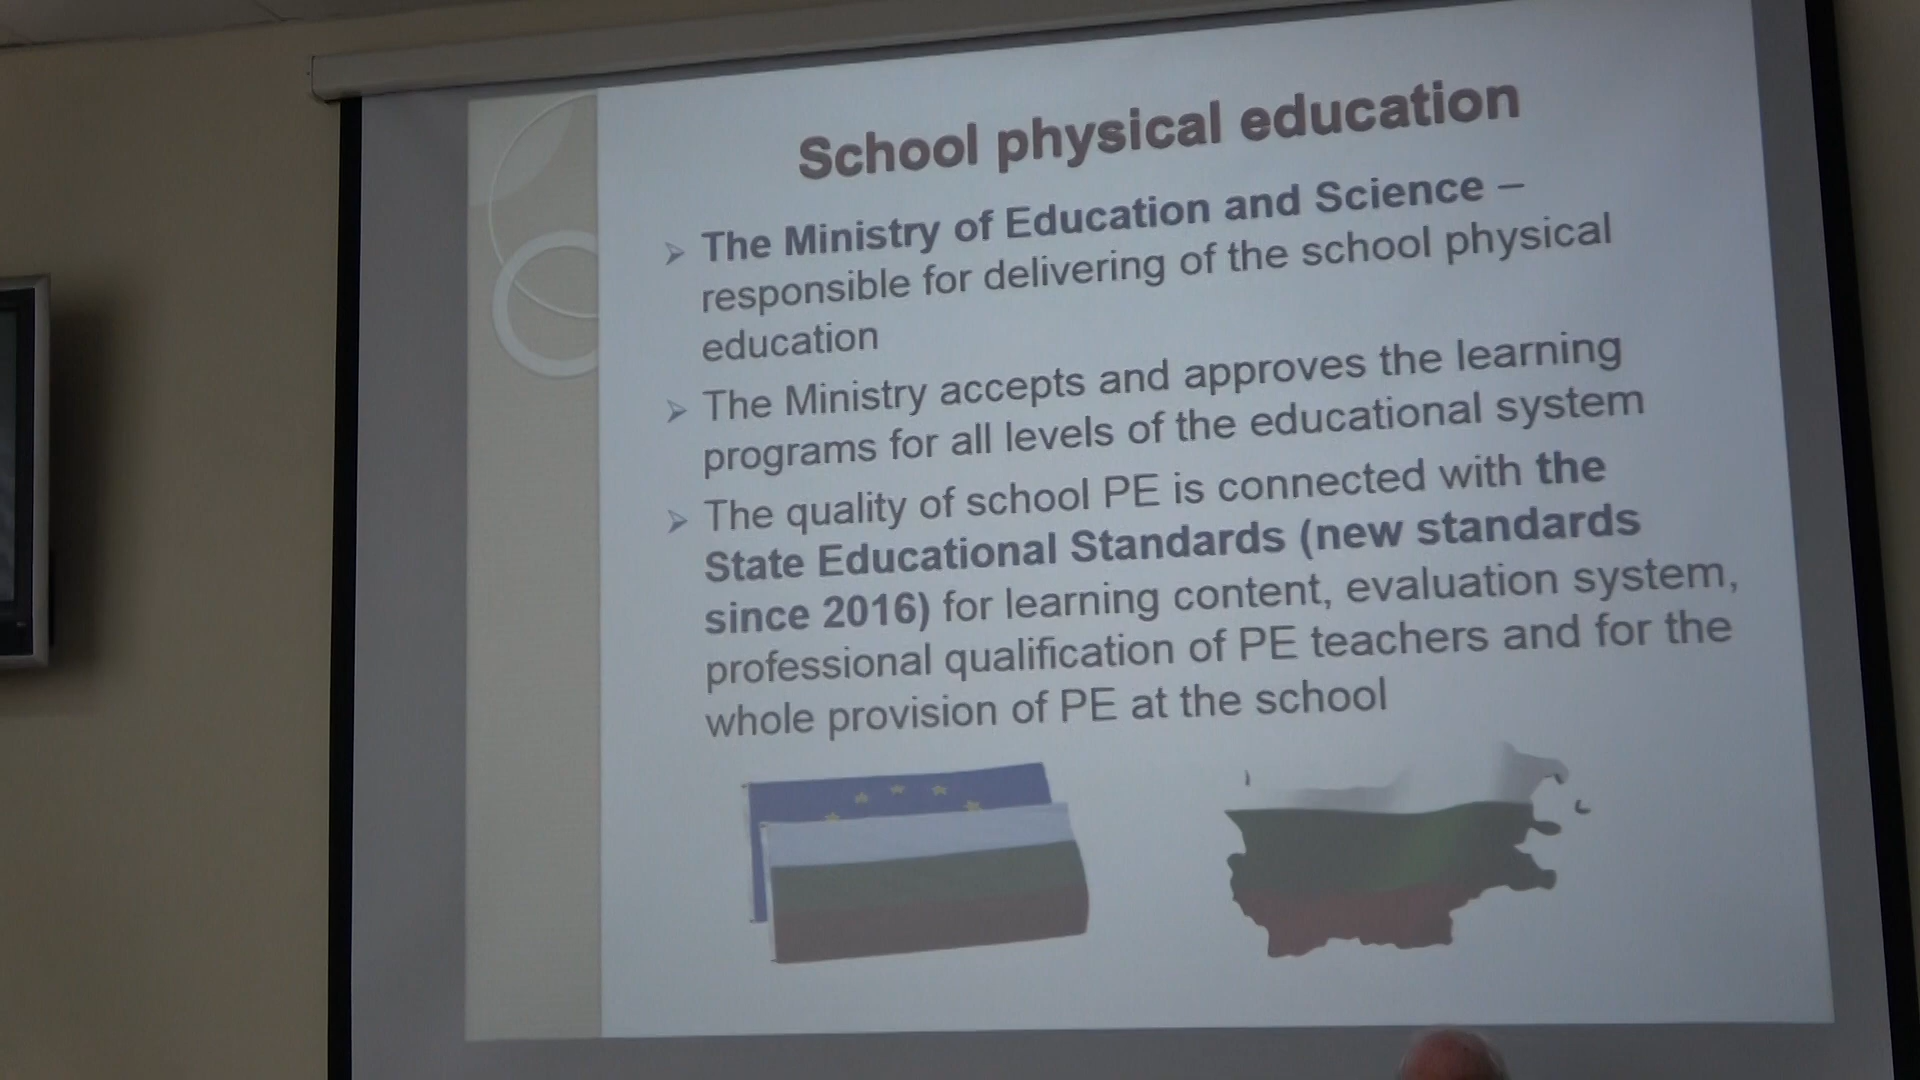 School physical education
The Ministry of Education and Science –
responsible for delivering of the school physical
education
The Ministry accepts and approves the learning
programs for all levels of the educational system
The quality of school PE is connected with the
State Educational Standards (new standards
since 2016) for learning content, evaluation system,
professional qualification of PE teachers and for the
whole provision of PE at the school